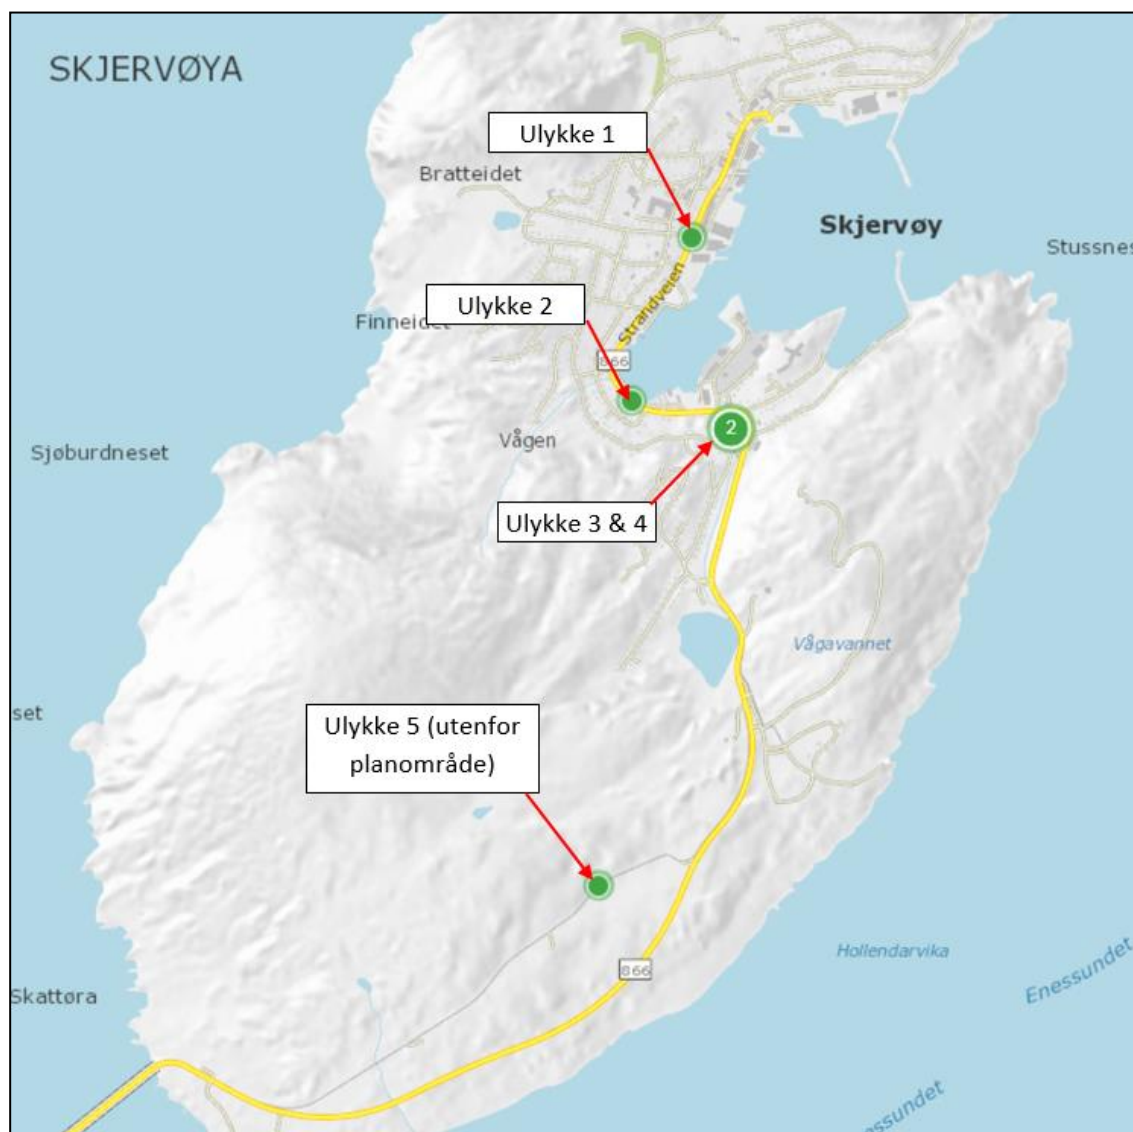 SKJERVØYA
Ulykke 1
Bratteidet
Skjervøy
Stussnes
Strandveien
Ulykke 2
Finneidet
866
Sjøburdneset
Vågen
2
Ulykke 3 & 4
Vågavannet
set
Ulykke 5 (utenfor
planområde)
Hollendarvika
866
Enessundet
Skattøra
essundet